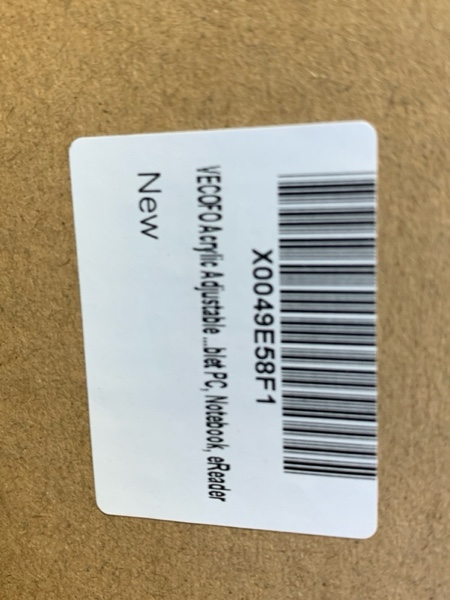 X0049E58F1
VECOFO Acrylic Adjustable ...blet PC, Notebook, eReader
New